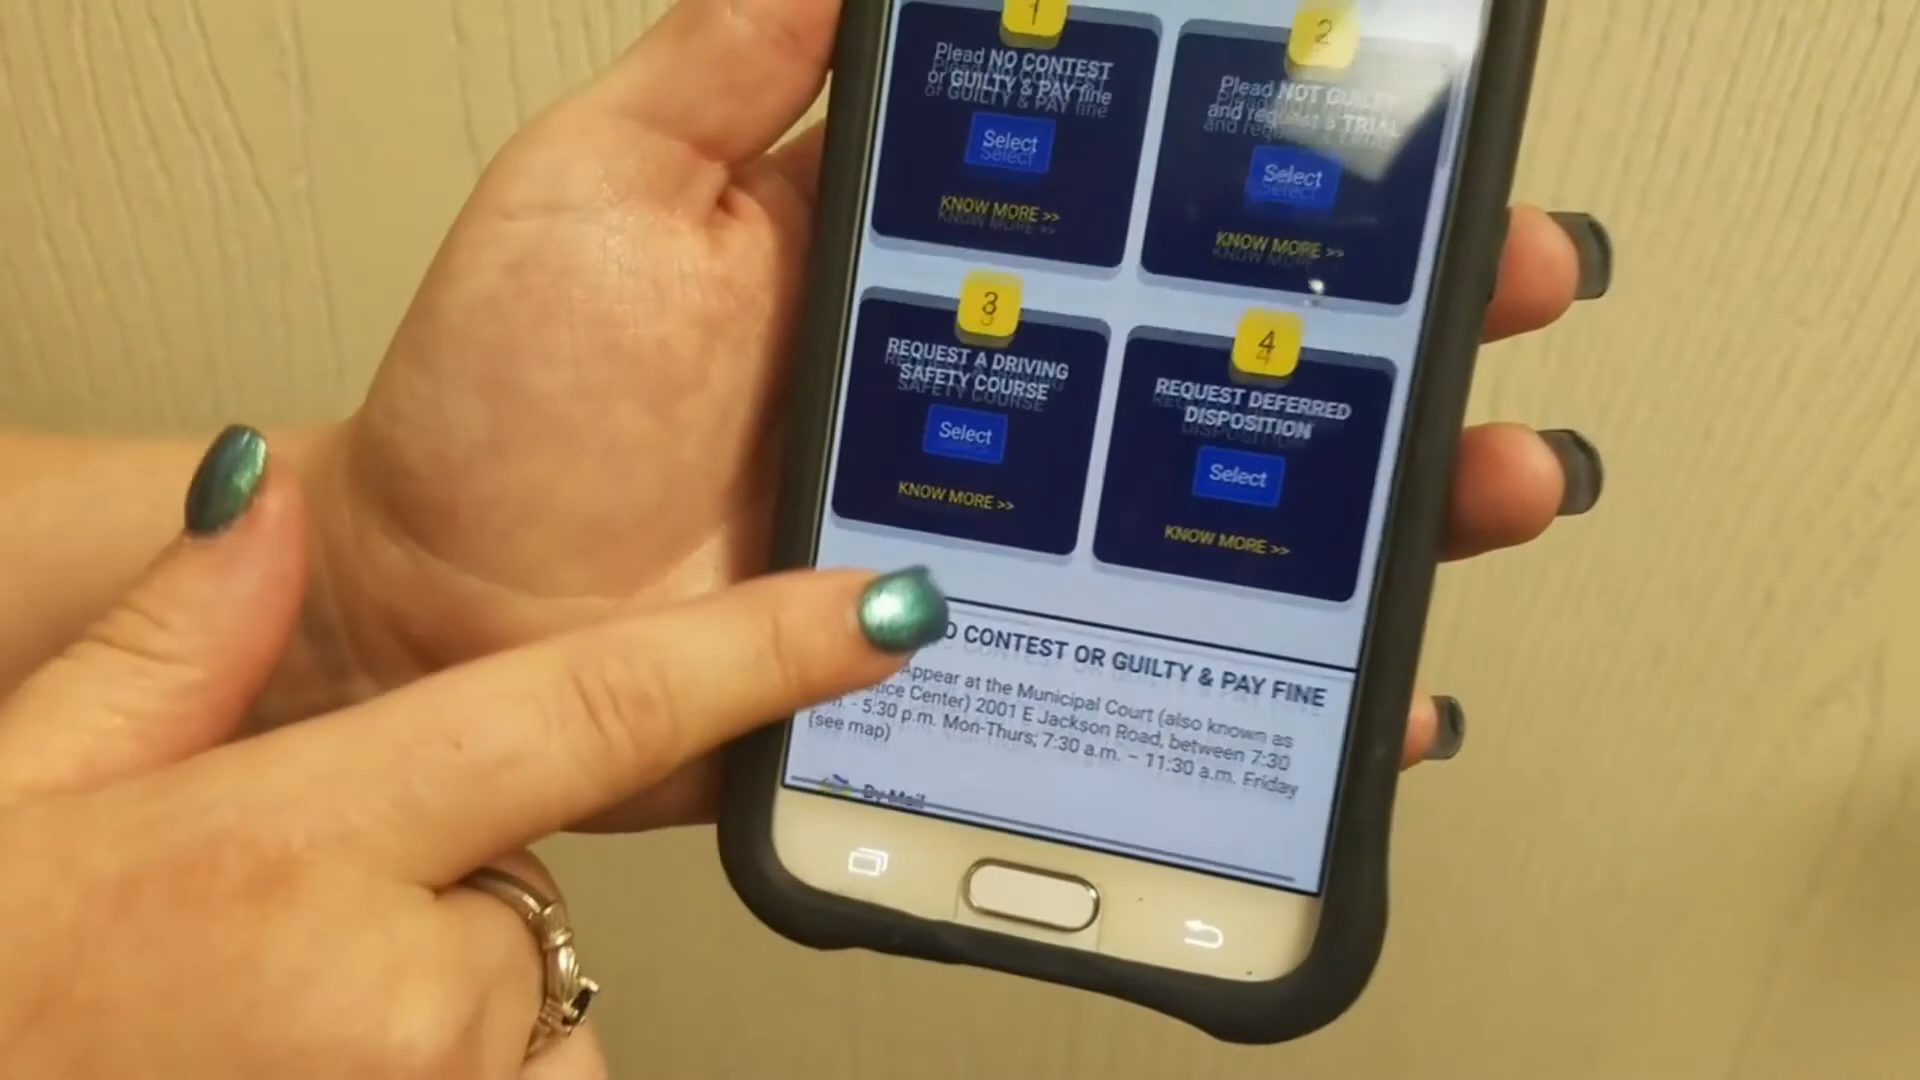 1
Plead NO CONTEST
or GUILTY & PAY fine
Select
KNOW MORE >>
2
Plead NOT GUILTY
and request a TRIAL
Select
KNOW MORE >>
3
REQUEST A DRIVING
SAFETY COURSE
Select
KNOW MORE >>
4
REQUEST DEFERRED
DISPOSITION
Select
KNOW MORE >>
CONTEST OR GUILTY & PAY FINE
Appear at the Municipal Court (also known as
Center) 2001 E Jackson Road, between 7:30
- 5:30 p.m. Mon-Thurs; 7:30 a.m. – 11:30 a.m. Friday
(see map)
By Mail